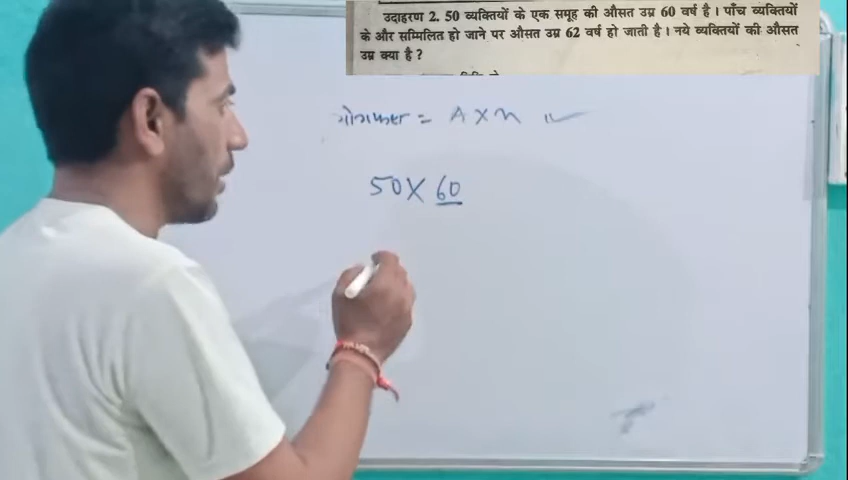 उदाहरण 2. 50 व्यक्तियों के एक समूह की औसत उम्र 60 वर्ष है। पाँच व्यक्तियों
के और सम्मिलित हो जाने पर औसत उम्र 62 वर्ष हो जाती है। नये व्यक्तियों की औसत
उम्र क्या है ?
योगफल = A × n
50 × 60